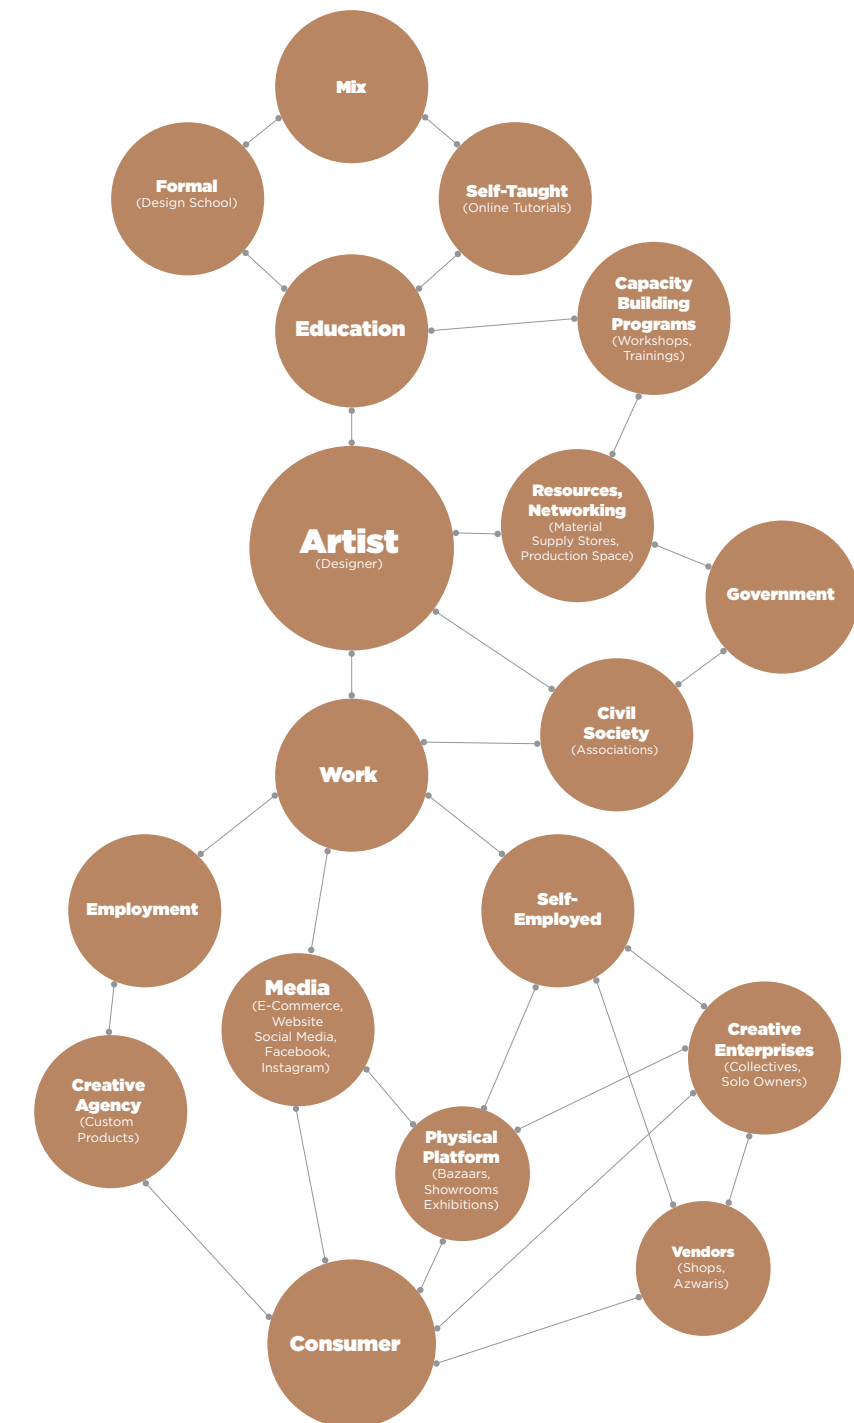 Mix
Formal
(Design School)
Self-Taught
(Online Tutorials)
Education
Capacity
Building
Programs
(Workshops,
Trainings)
Resources,
Networking
(Material
Supply Stores,
Production Space)
Artist
(Designer)
Government
Civil
Society
(Associations)
Work
Employment
Self-
Employed
Media
(E-Commerce,
Website
Social Media,
Facebook,
Instagram)
Creative
Enterprises
(Collectives,
Solo Owners)
Creative
Agency
(Custom
Products)
Physical
Platform
(Bazaars,
Showrooms
Exhibitions)
Vendors
(Shops,
Azwaris)
Consumer